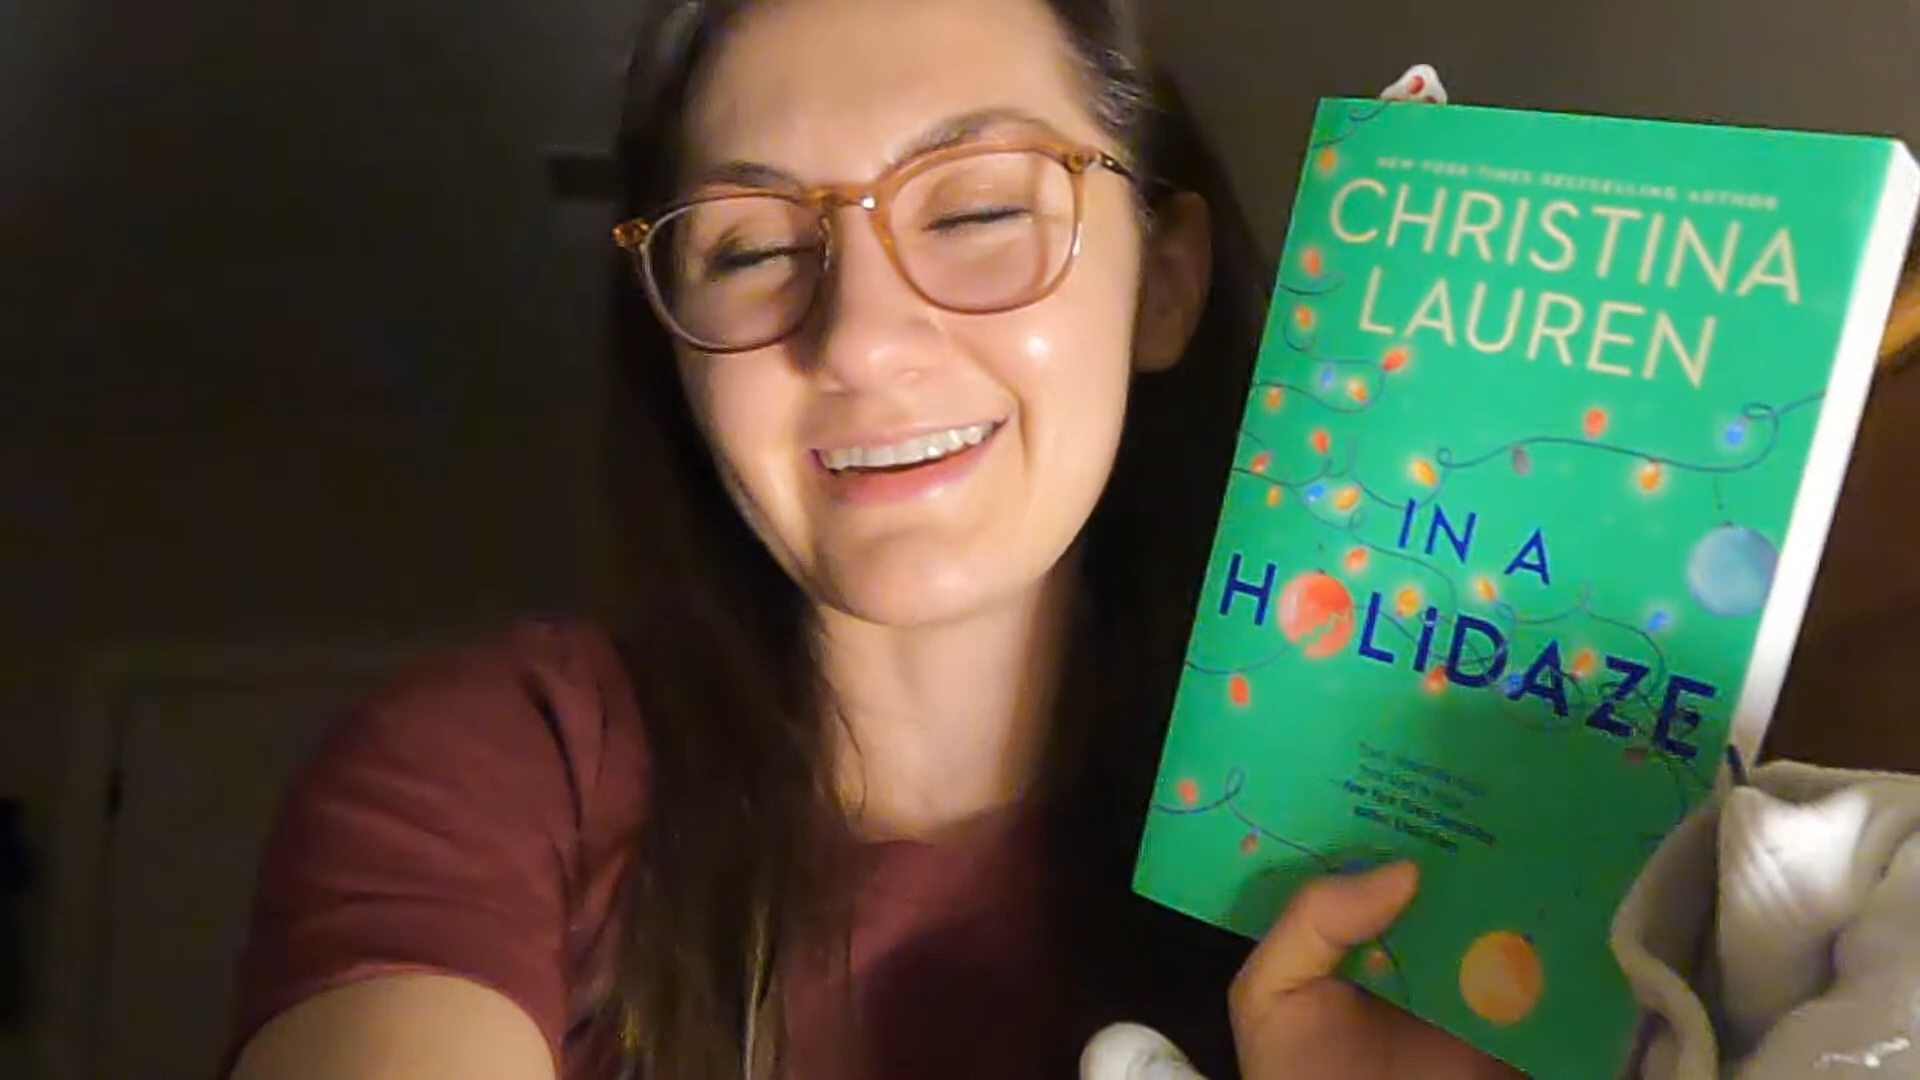 NEW YORK TIMES BESTSELLING AUTHOR
CHRISTINA
LAUREN
IN A
HOLiDAZE